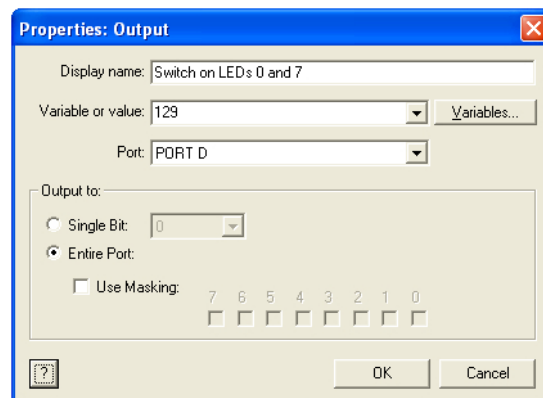 Properties: Output
Display name: Switch on LEDs 0 and 7
Variable or value: 129 Variables...
Port: PORT D
Output to:
Single Bit: 0
Entire Port:
Use Masking: 7 6 5 4 3 2 1 0
? OK Cancel